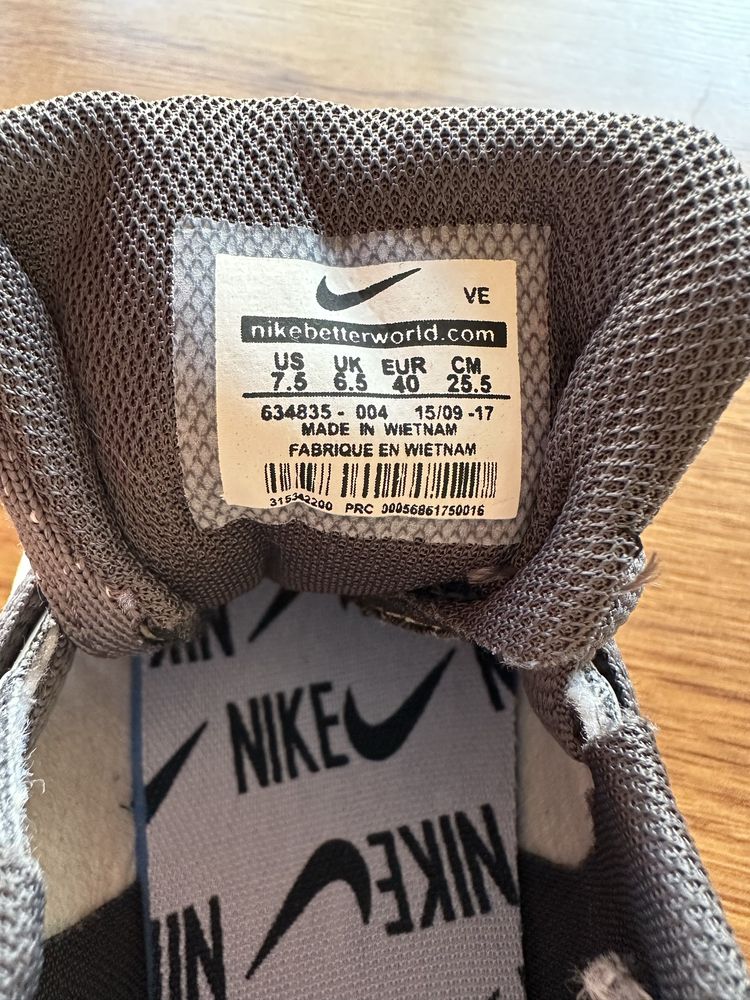 VE
nikebetterworld.com
US UK EUR CM
7.5 6.5 40 25.5
634835 - 004 15/09 -17
MADE IN WIETNAM
FABRIQUE EN WIETNAM
PRC 00056861750016
NIKE
NIKE
NIKE